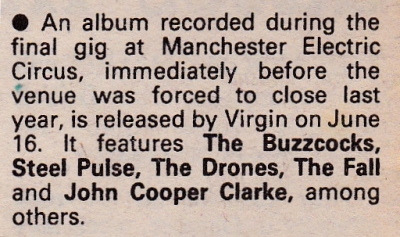 ● An album recorded during the
final gig at Manchester Electric
Circus, immediately before the
venue was forced to close last
year, is released by Virgin on June
16. It features The Buzzcocks,
Steel Pulse, The Drones, The Fall
and John Cooper Clarke, among
others.